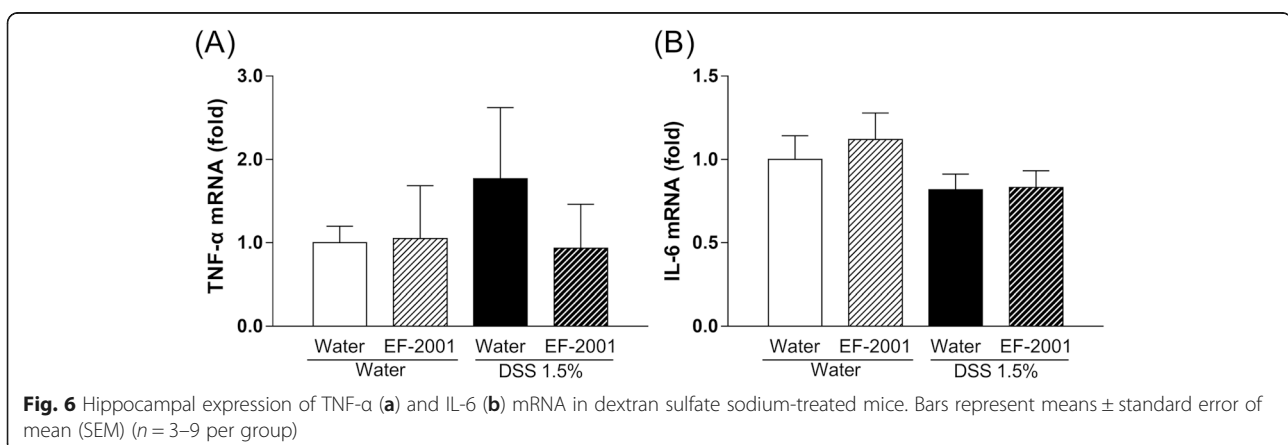 (A)
3.0
2.0
1.0
0.0
TNF-α mRNA (fold)
Water EF-2001 Water EF-2001
Water DSS 1.5%
(B)
1.5
1.0
0.5
0.0
IL-6 mRNA (fold)
Water EF-2001 Water EF-2001
Water DSS 1.5%
Fig. 6 Hippocampal expression of TNF-α (a) and IL-6 (b) mRNA in dextran sulfate sodium-treated mice. Bars represent means ± standard error of
mean (SEM) (n = 3–9 per group)